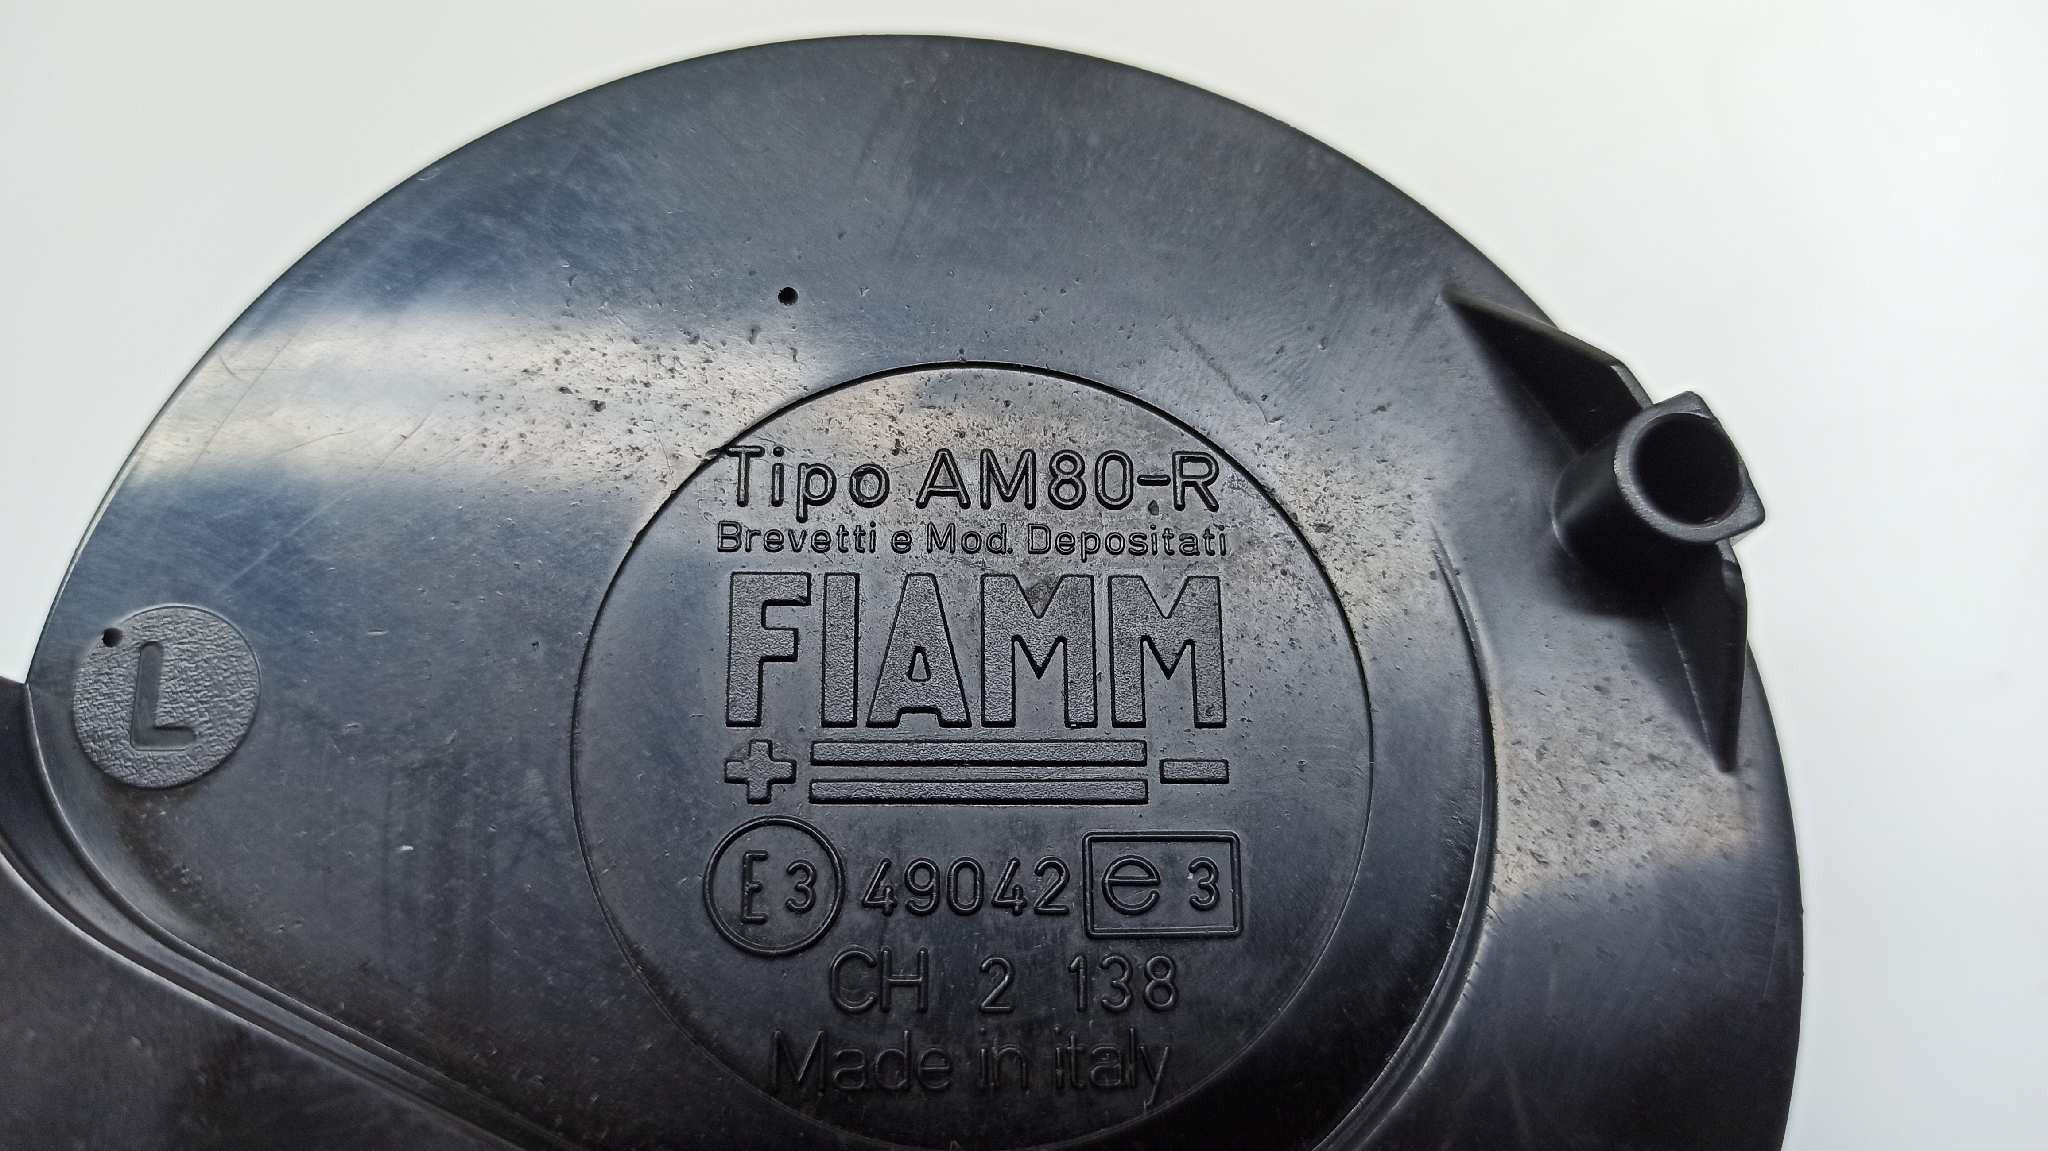 Tipo AM80-R
Brevetti e Mod. Depositati
FIAMM
+ -
L
E3 49042 e3
CH 2 138
Made in italy